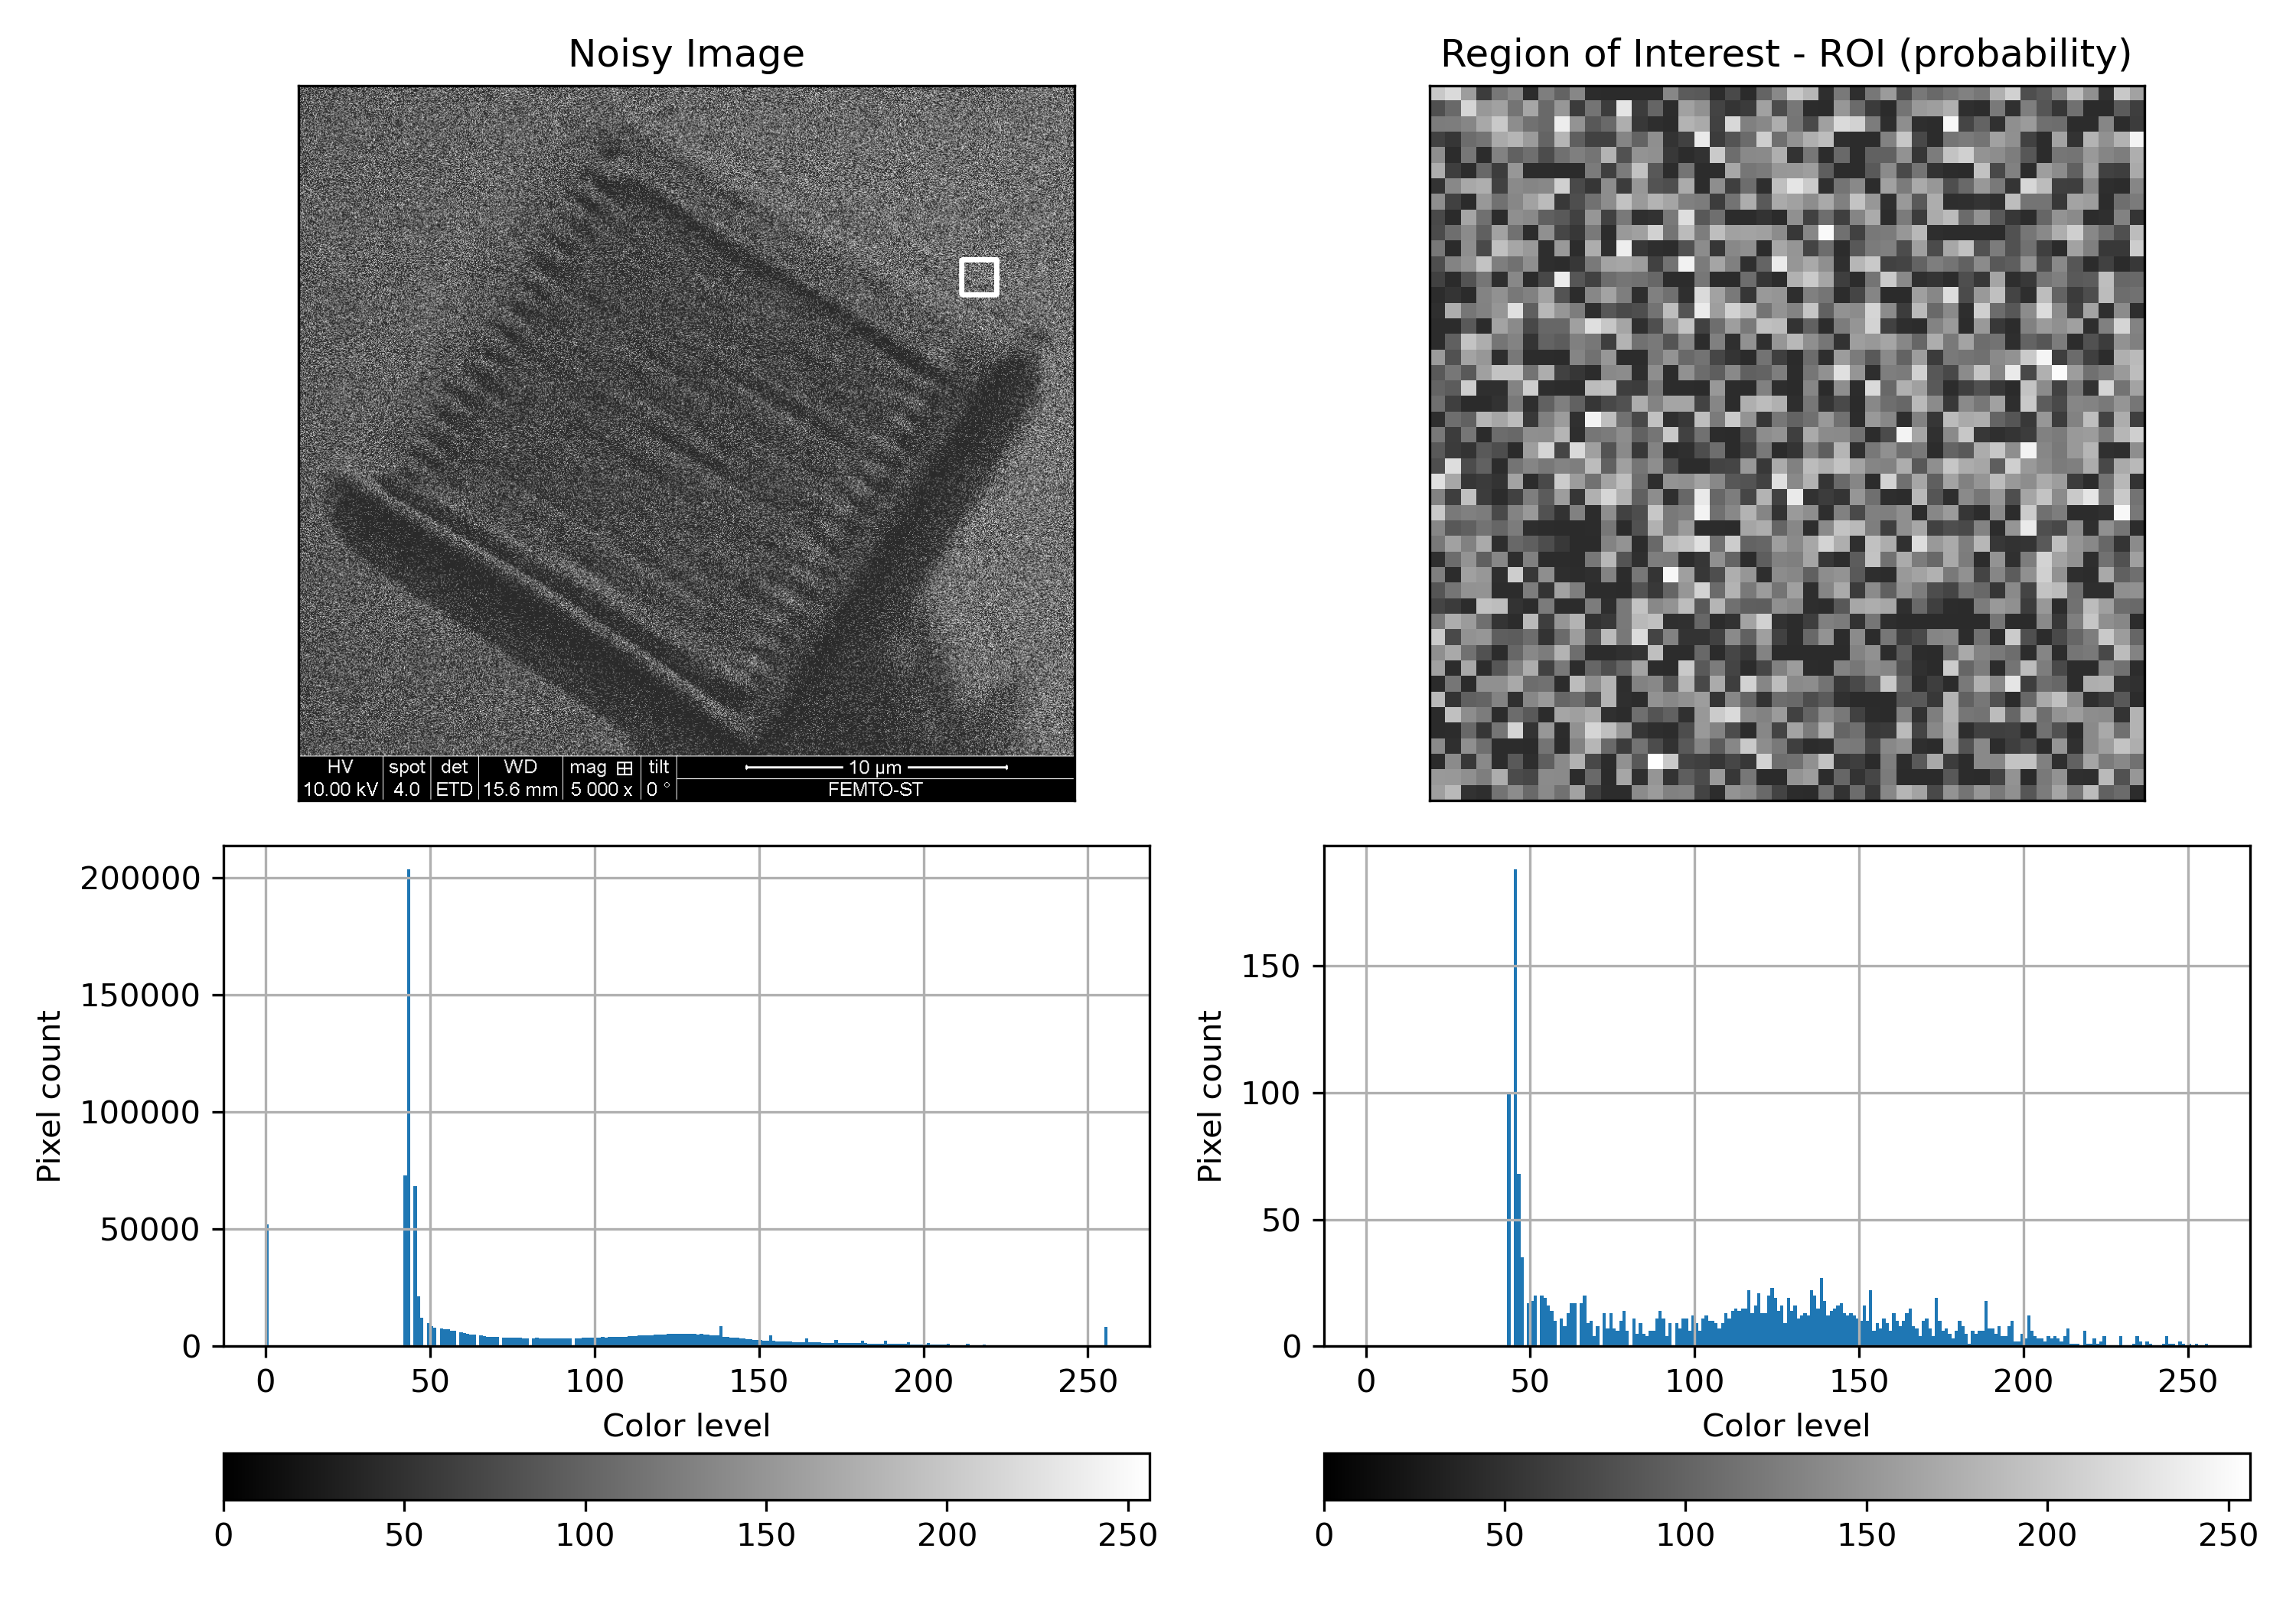 Noisy Image
Region of Interest - ROI (probability)
HV spot det WD mag tilt 10 µm
10.00 kV 4.0 ETD 15.6 mm 5 000 x 0 ° FEMTO-ST
200000
150000
100000
50000
0
Pixel count
0 50 100 150 200 250
Color level
0 50 100 150 200 250
150
100
50
0
Pixel count
0 50 100 150 200 250
Color level
0 50 100 150 200 250